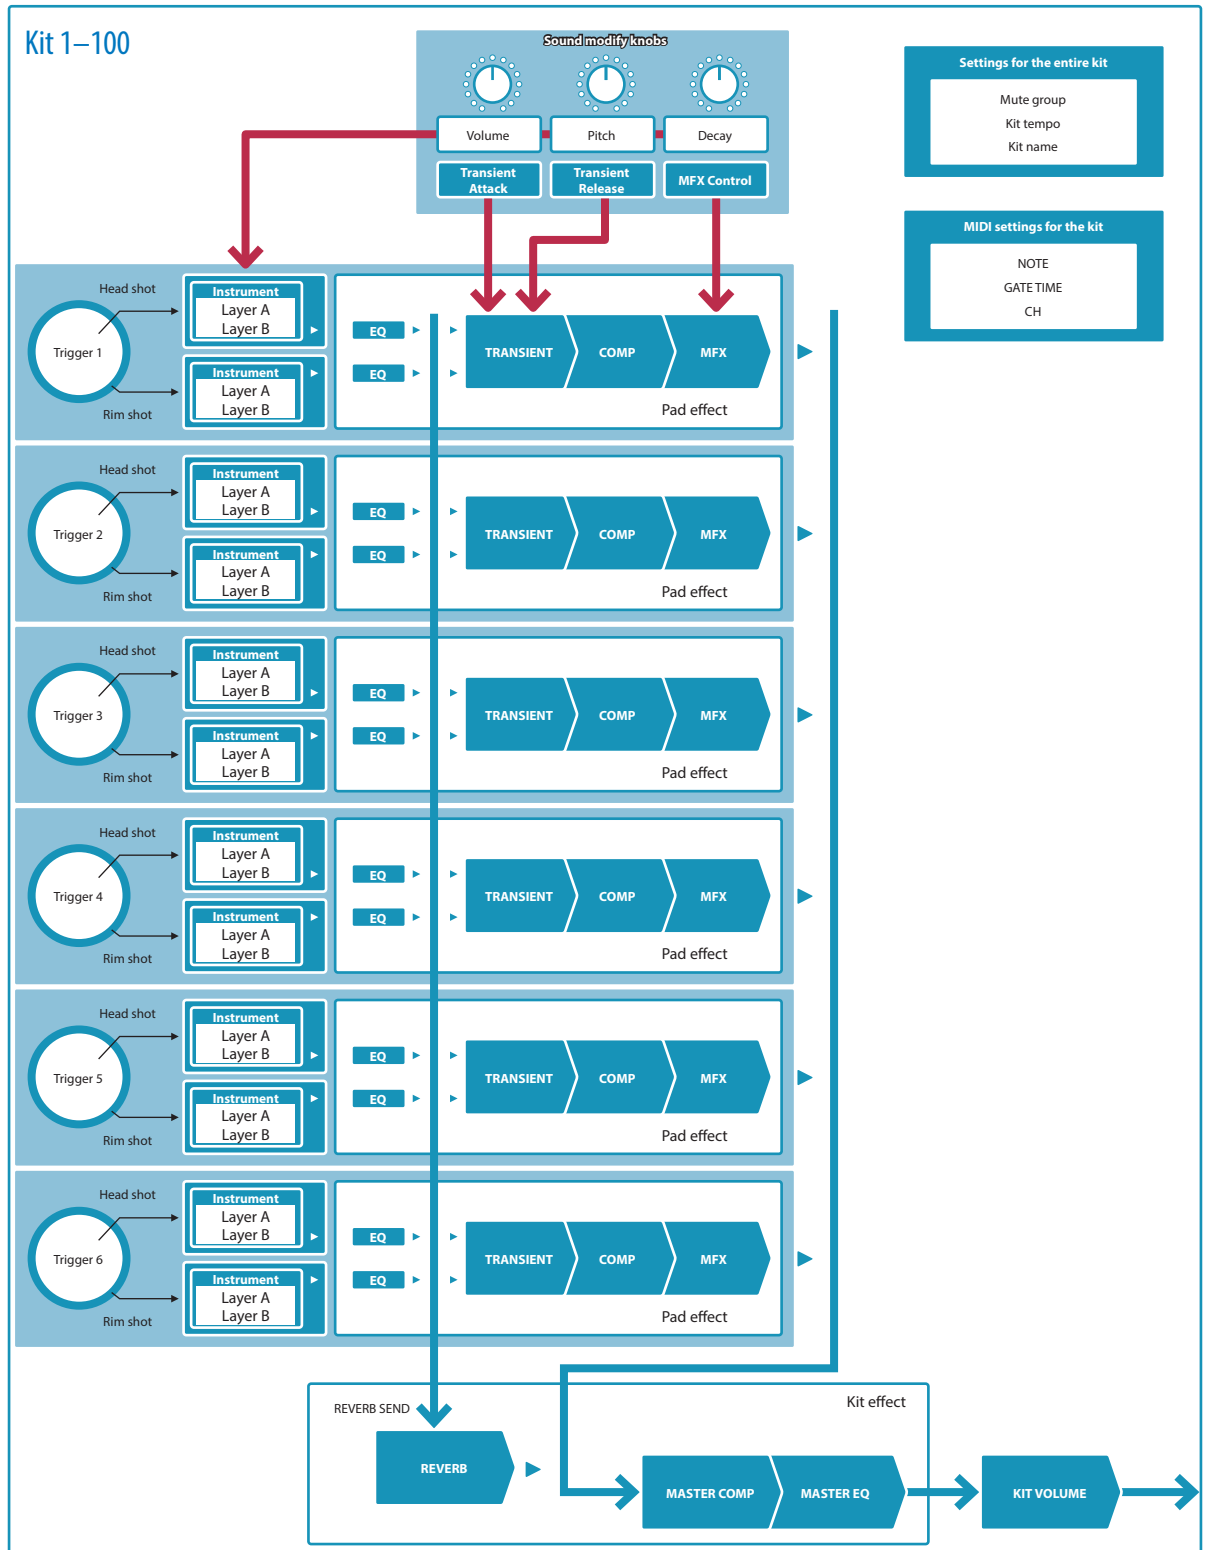 Kit 1–100
Sound modify knobs
Volume
Pitch
Decay
Transient
Attack
Transient
Release
MFX Control
Settings for the entire kit
Mute group
Kit tempo
Kit name
MIDI settings for the kit
NOTE
GATE TIME
CH
Head shot
Trigger 1
Rim shot
Instrument
Layer A
Layer B
Instrument
Layer A
Layer B
EQ
EQ
TRANSIENT
COMP
MFX
Pad effect
Head shot
Trigger 2
Rim shot
Instrument
Layer A
Layer B
Instrument
Layer A
Layer B
EQ
EQ
TRANSIENT
COMP
MFX
Pad effect
Head shot
Trigger 3
Rim shot
Instrument
Layer A
Layer B
Instrument
Layer A
Layer B
EQ
EQ
TRANSIENT
COMP
MFX
Pad effect
Head shot
Trigger 4
Rim shot
Instrument
Layer A
Layer B
Instrument
Layer A
Layer B
EQ
EQ
TRANSIENT
COMP
MFX
Pad effect
Head shot
Trigger 5
Rim shot
Instrument
Layer A
Layer B
Instrument
Layer A
Layer B
EQ
EQ
TRANSIENT
COMP
MFX
Pad effect
Head shot
Trigger 6
Rim shot
Instrument
Layer A
Layer B
Instrument
Layer A
Layer B
EQ
EQ
TRANSIENT
COMP
MFX
Pad effect
REVERB SEND
Kit effect
REVERB
MASTER COMP
MASTER EQ
KIT VOLUME